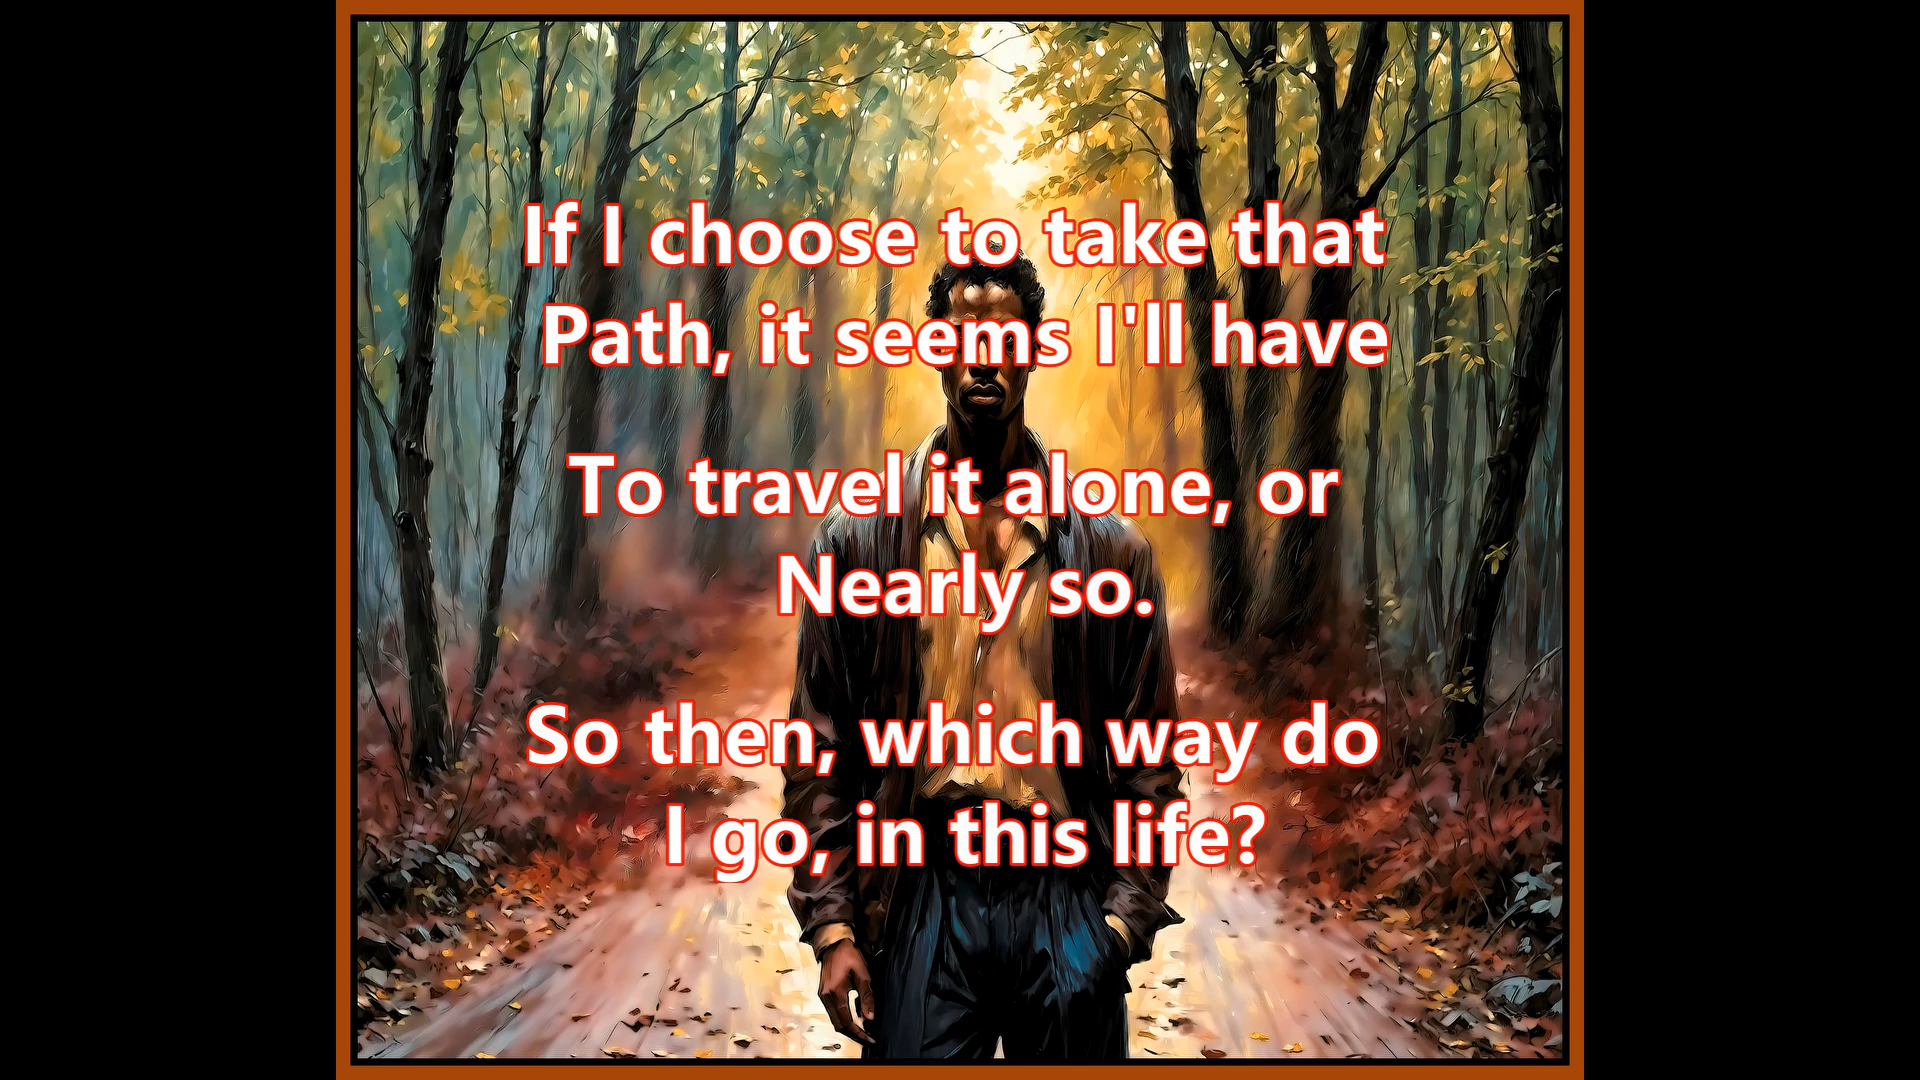 If I choose to take that
Path, it seems I'll have
To travel it alone, or
Nearly so.
So then, which way do
I go, in this life?